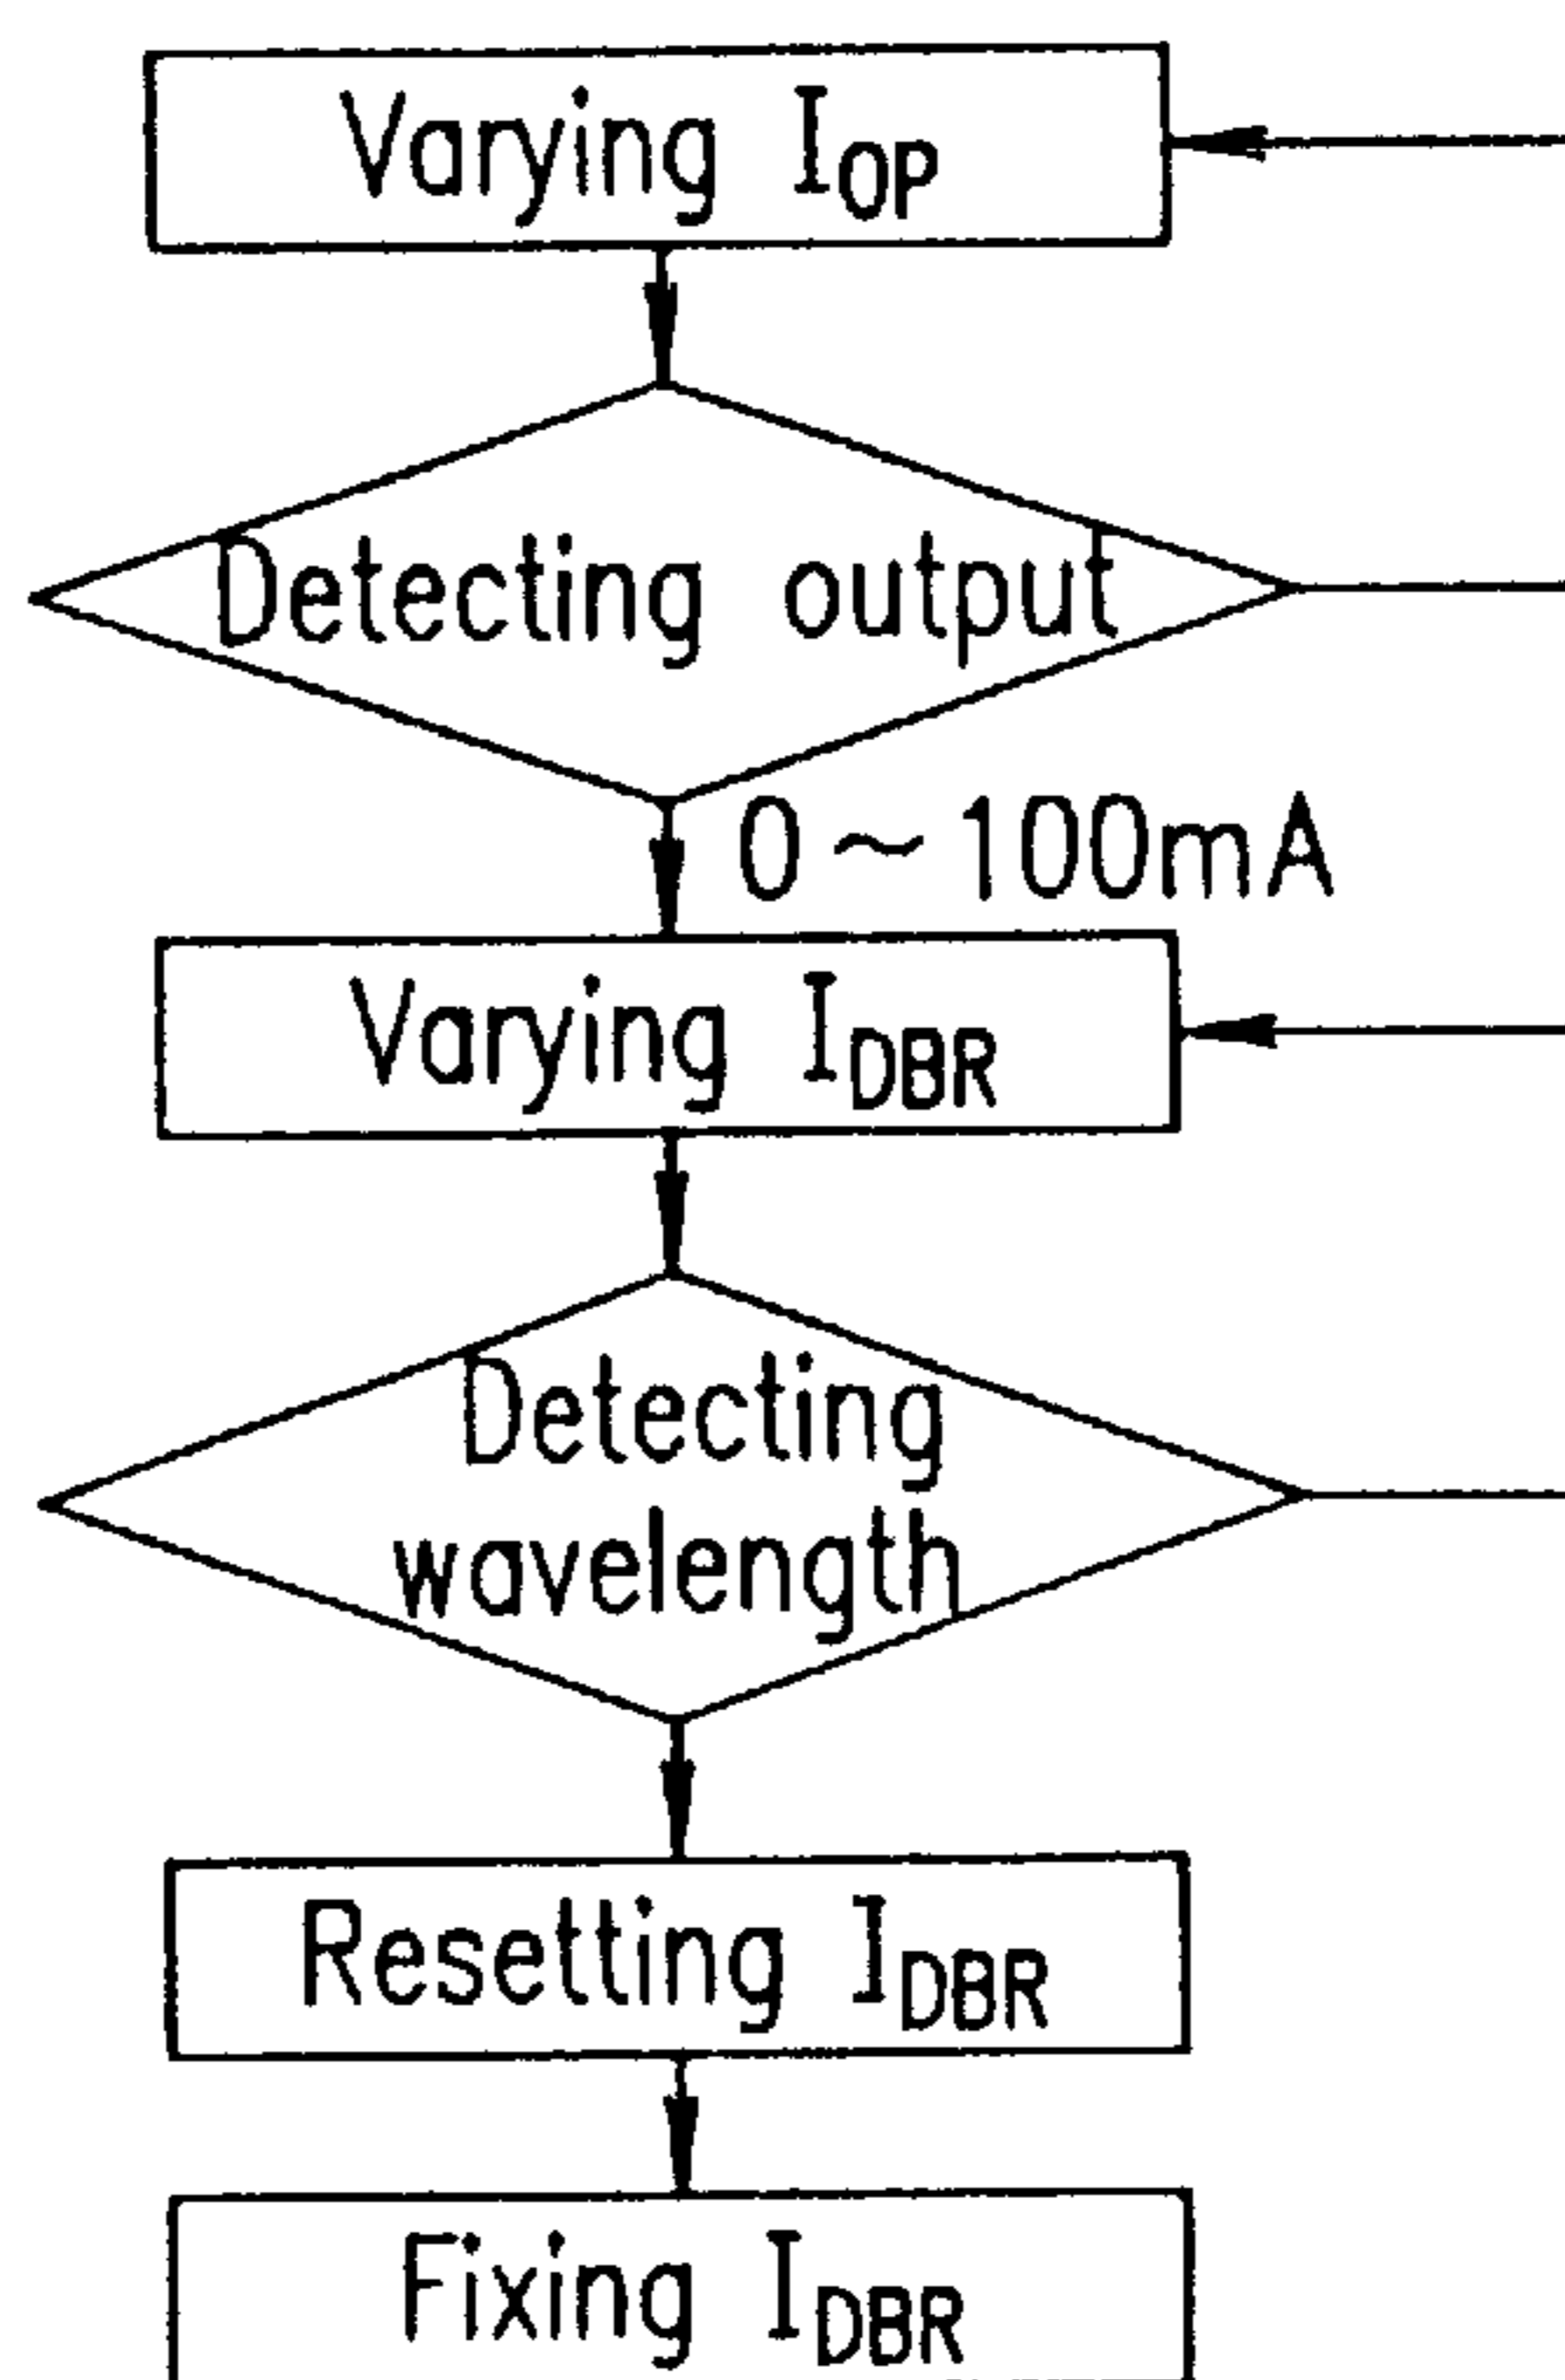 Varying I_OP
Detecting output
0~100mA
Varying I_DBR
Detecting
wavelength
Resetting I_DBR
Fixing I_DBR